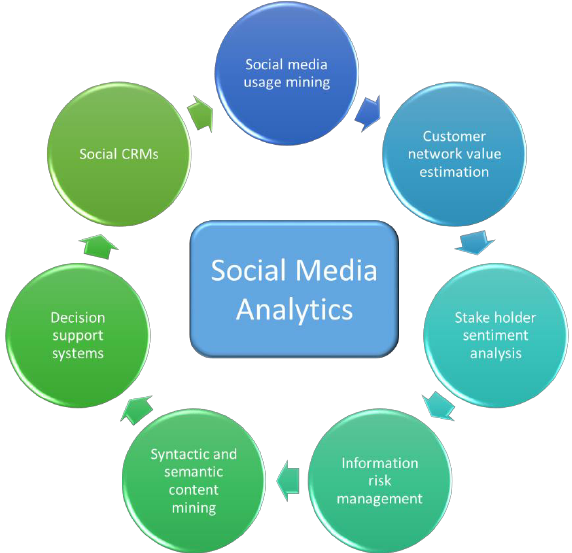 Social media
usage mining
Customer
network value
estimation
Stake holder
sentiment
analysis
Information
risk
management
Syntactic and
semantic
content
mining
Decision
support
systems
Social CRMs
Social Media
Analytics